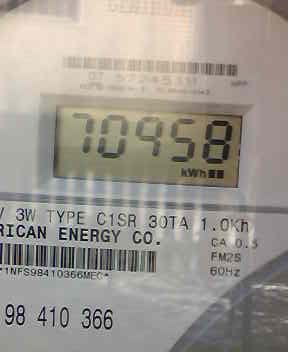 70958
kWh
3W TYPE C1SR 30TA 1.0Kh
RICAN ENERGY CO.
CA 0.5
FM2S
60Hz
*1NFS98410366MEC*
98 410 366